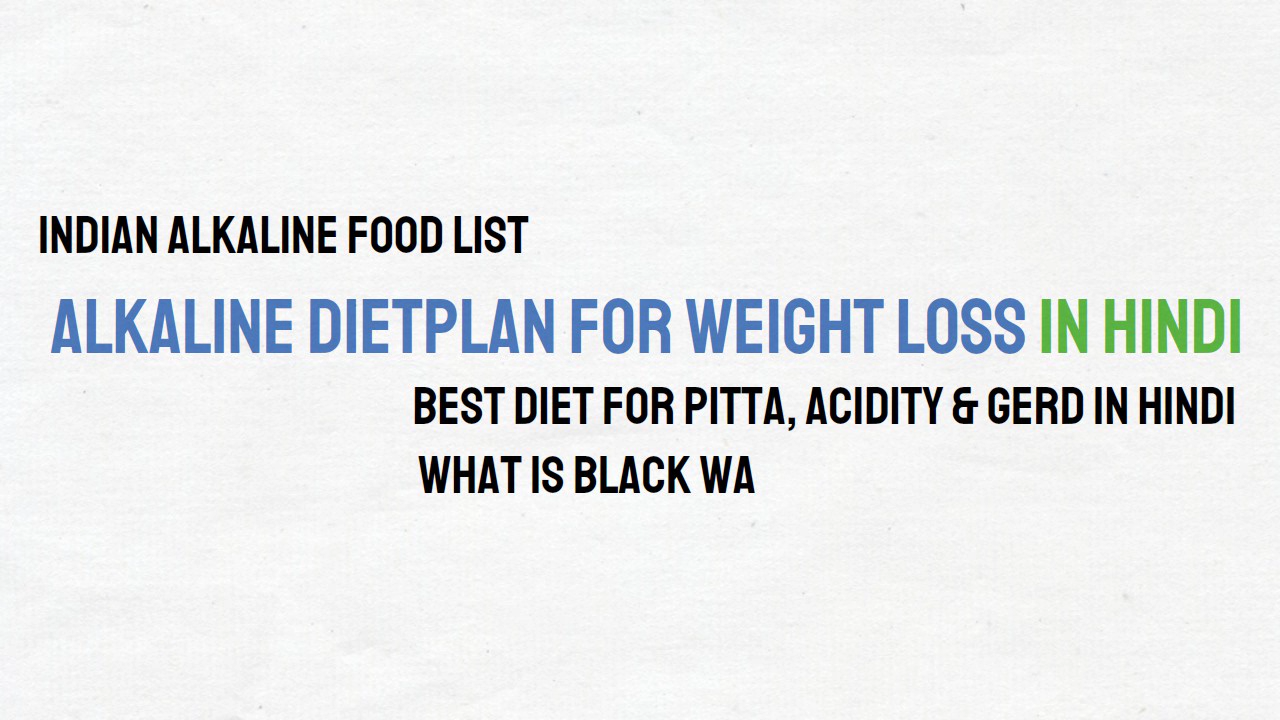 INDIAN ALKALINE FOOD LIST
ALKALINE DIETPLAN FOR WEIGHT LOSS IN HINDI
BEST DIET FOR PITTA, ACIDITY & GERD IN HINDI
WHAT IS BLACK WA